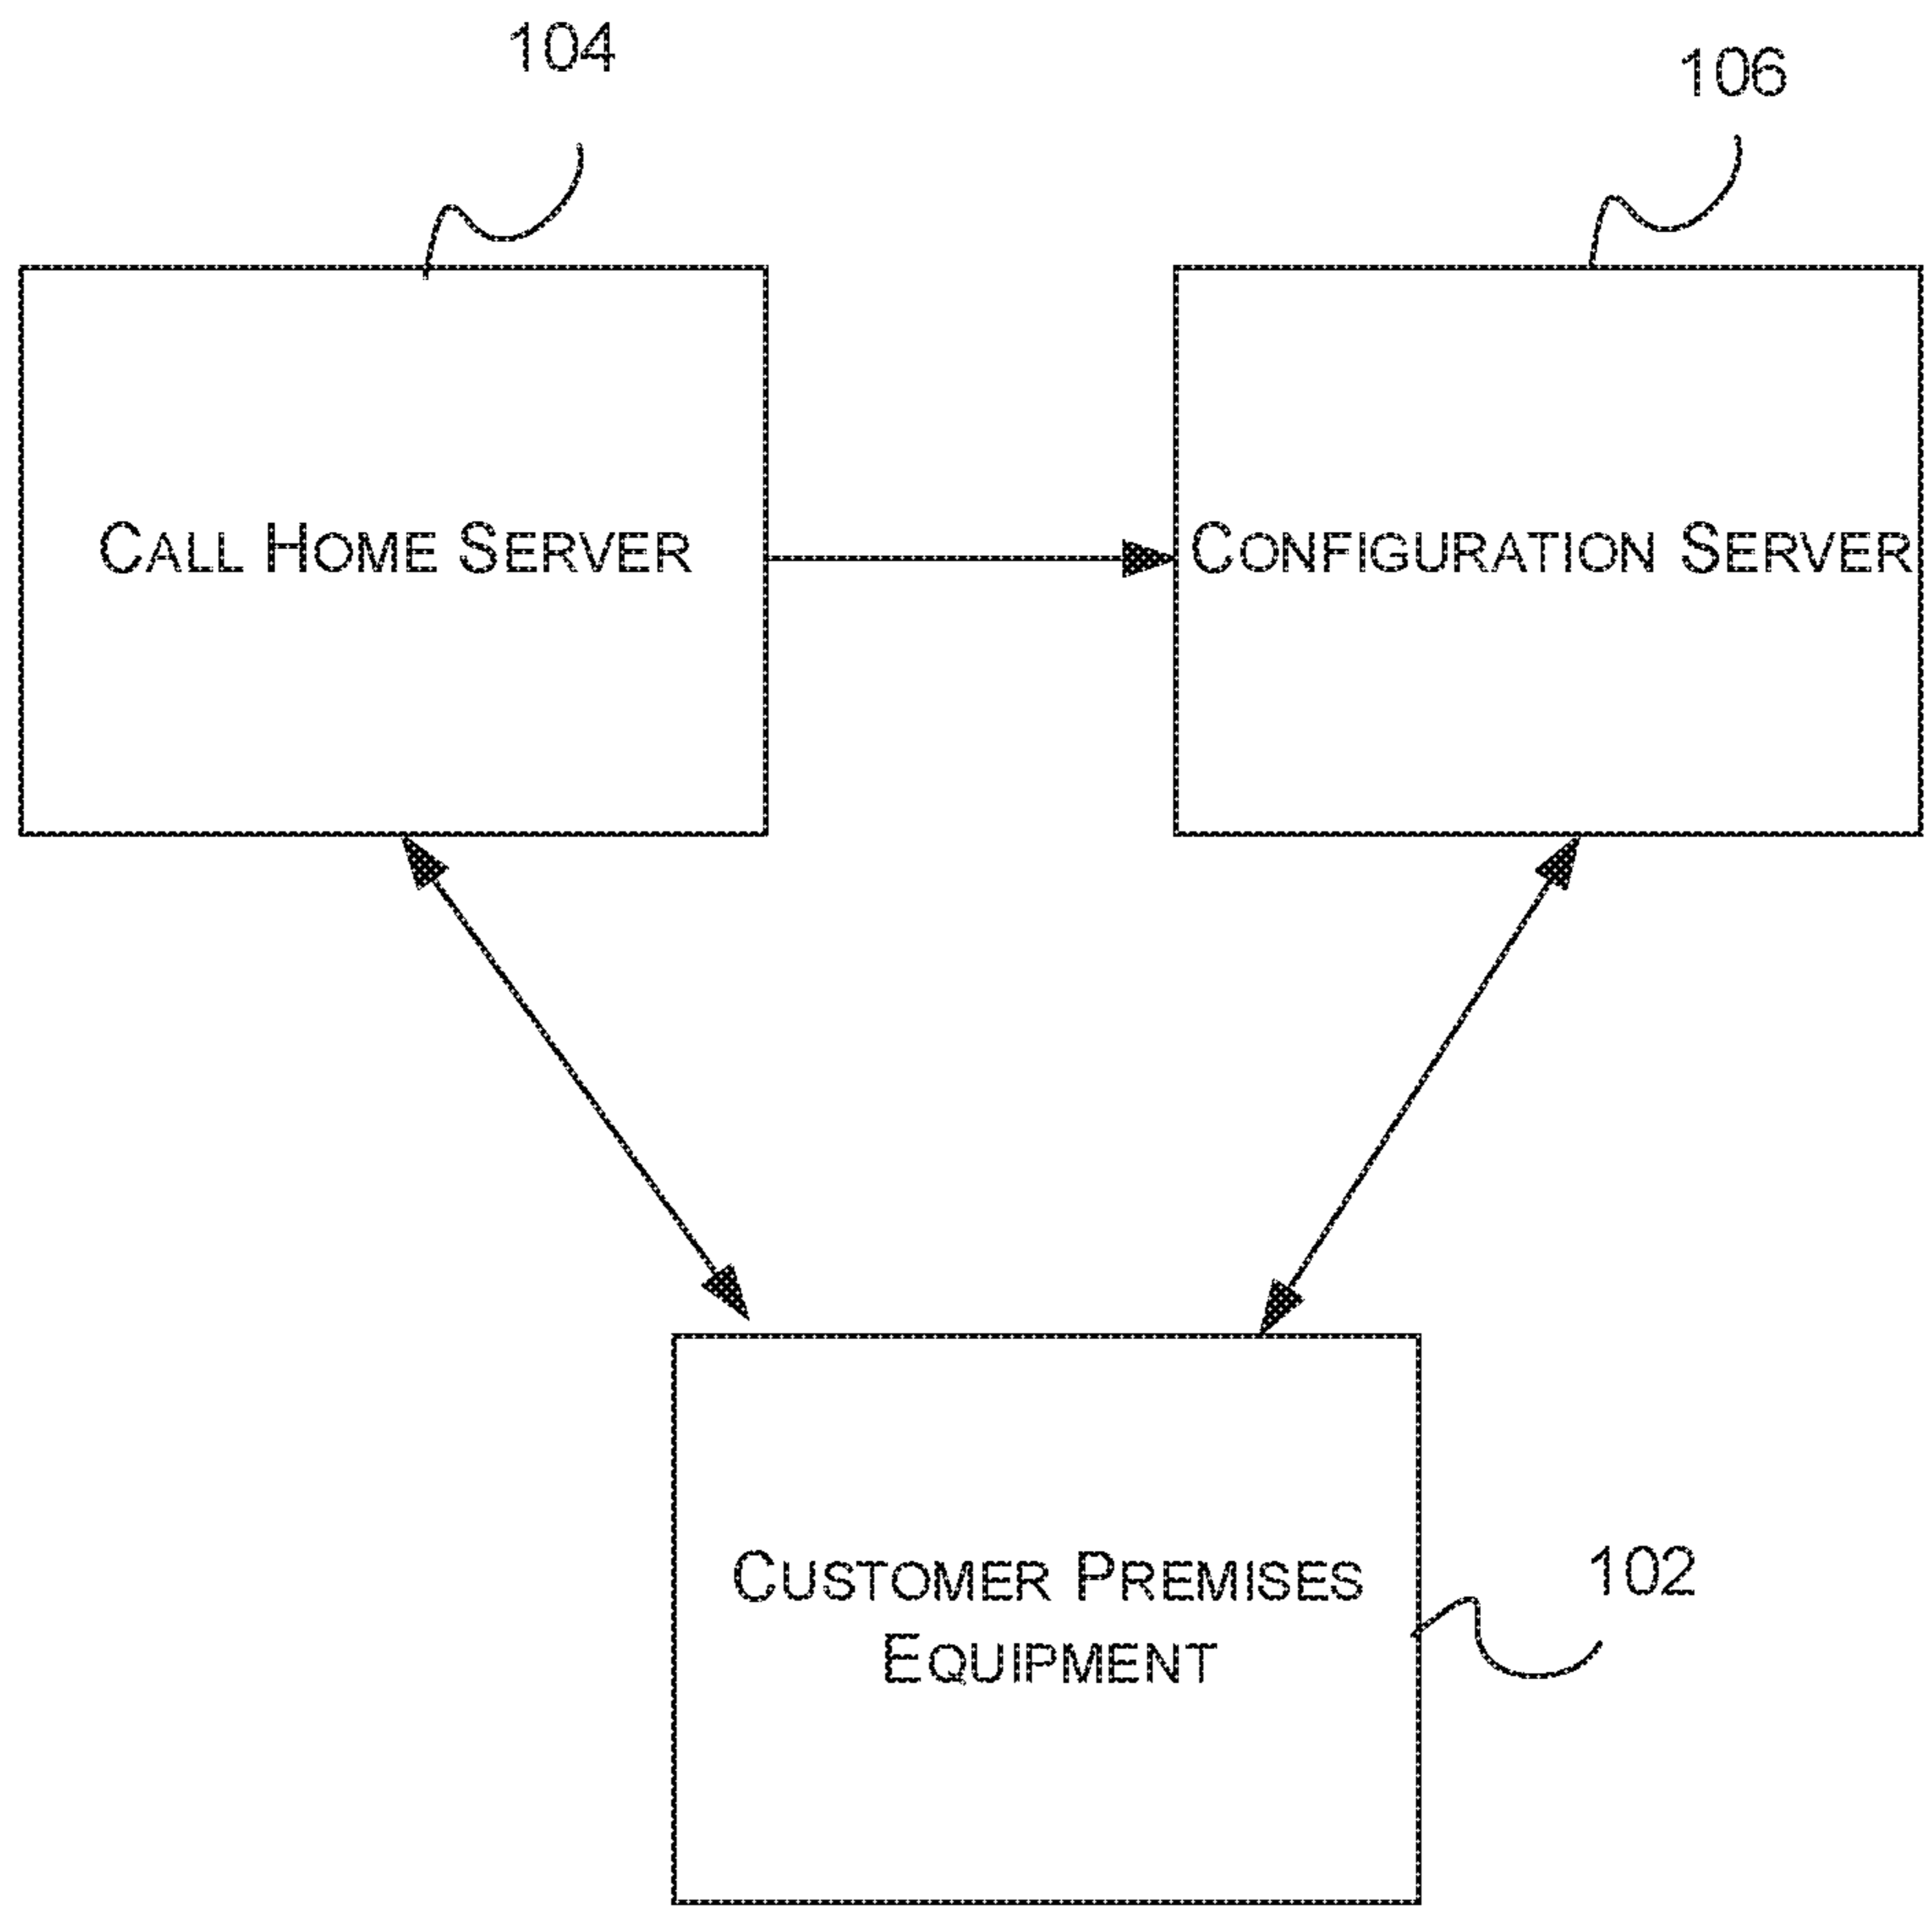 104
106
CALL HOME SERVER
CONFIGURATION SERVER
CUSTOMER PREMISES
EQUIPMENT
102